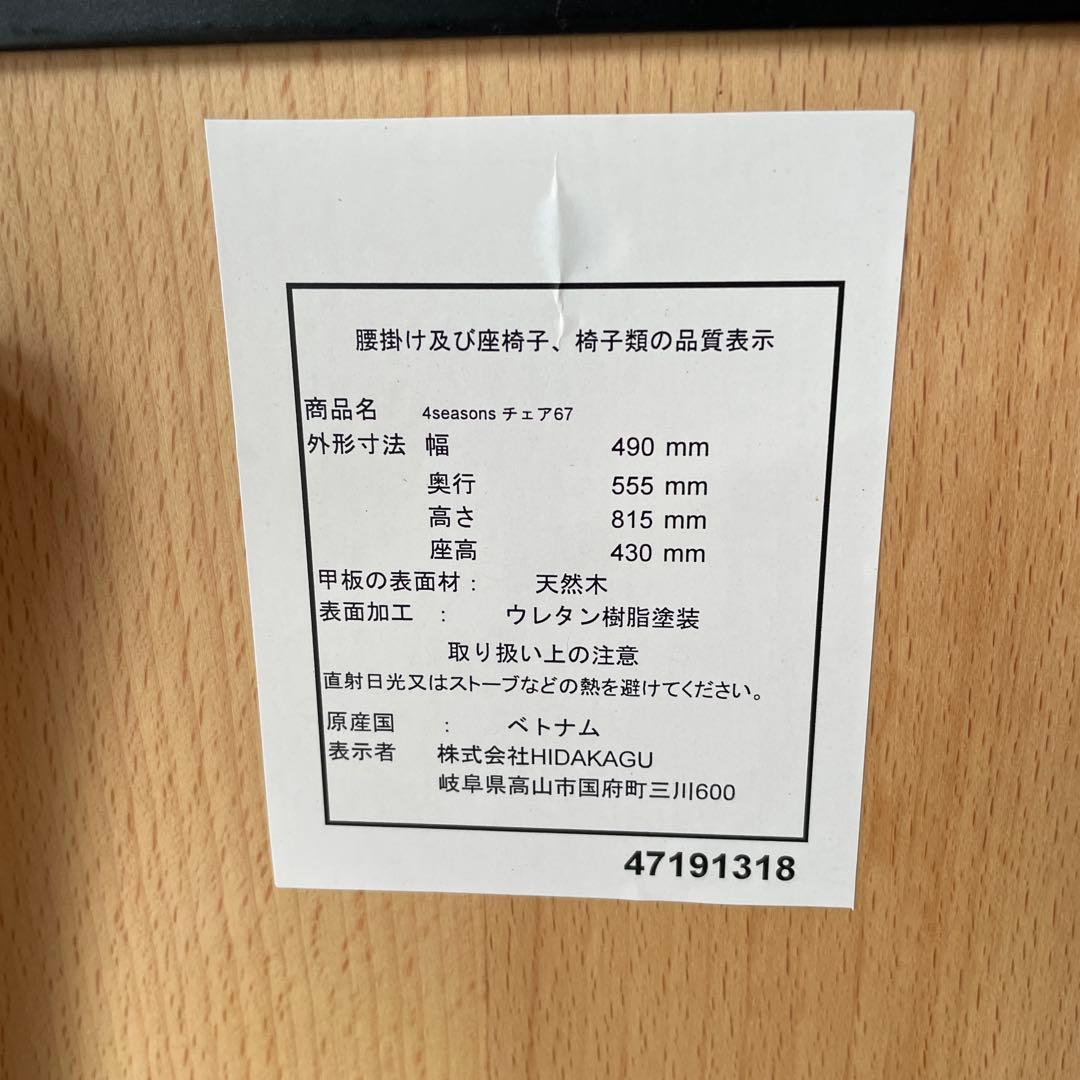 腰掛け及び座椅子、椅子類の品質表示
商品名 4seasons チェア67
外形寸法 幅 490 mm
奥行 555 mm
高さ 815 mm
座高 430 mm
甲板の表面材： 天然木
表面加工 ： ウレタン樹脂塗装
取り扱い上の注意
直射日光又はストーブなどの熱を避けてください。
原産国 ： ベトナム
表示者 株式会社HIDAKAGU
岐阜県高山市国府町三川600
47191318